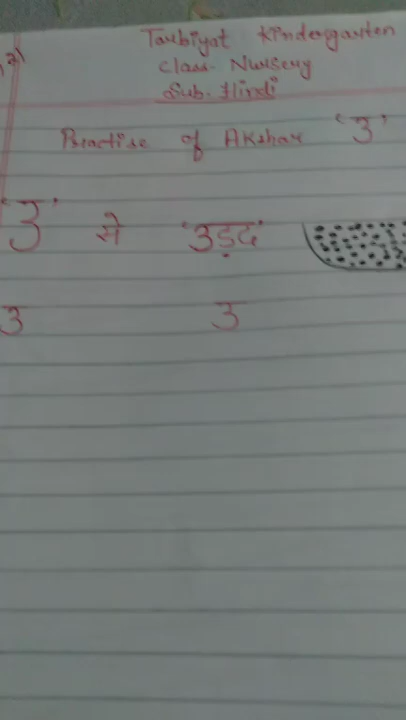 Tarbiyat Kindergarten
Class- Nursery
Sub- Hindi
Practise of Akshar 'उ'
'उ' से 'उड़द'
उ उ